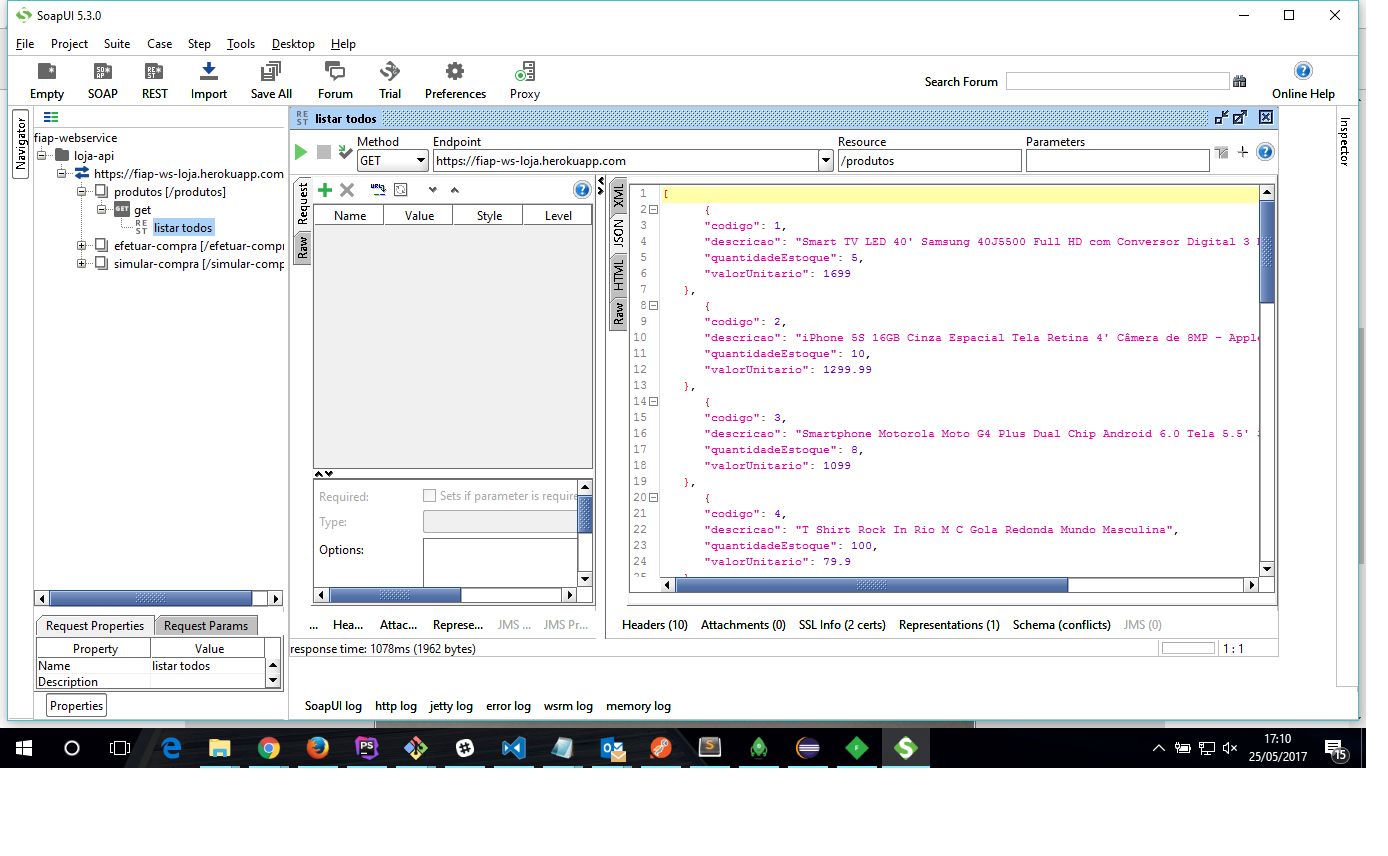 SoapUI 5.3.0
File Project Suite Case Step Tools Desktop Help
Empty SOAP REST Import Save All Forum Trial Preferences Proxy
Search Forum
Online Help
Navigator
fiap-webservice
loja-api
https://fiap-ws-loja.herokuapp.com
produtos [/produtos]
GET get
REST listar todos
efetuar-compra [/efetuar-compr
simular-compra [/simular-comp
Request Properties Request Params
Property Value
Name listar todos
Description
Properties
REST listar todos
Method Endpoint Resource Parameters
GET https://fiap-ws-loja.herokuapp.com /produtos
Request
Raw
Name Value Style Level
Required: Sets if parameter is require
Type:
Options:
... Hea... Attac... Represe... JMS ... JMS Pr...
XML
JSON
HTML
Raw
1 [
2 {
3 "codigo": 1,
4 "descricao": "Smart TV LED 40' Samsung 40J5500 Full HD com Conversor Digital 3
5 "quantidadeEstoque": 5,
6 "valorUnitario": 1699
7 },
8 {
9 "codigo": 2,
10 "descricao": "iPhone 5S 16GB Cinza Espacial Tela Retina 4' Câmera de 8MP - Apple
11 "quantidadeEstoque": 10,
12 "valorUnitario": 1299.99
13 },
14 {
15 "codigo": 3,
16 "descricao": "Smartphone Motorola Moto G4 Plus Dual Chip Android 6.0 Tela 5.5'
17 "quantidadeEstoque": 8,
18 "valorUnitario": 1099
19 },
20 {
21 "codigo": 4,
22 "descricao": "T Shirt Rock In Rio M C Gola Redonda Mundo Masculina",
23 "quantidadeEstoque": 100,
24 "valorUnitario": 79.9
25
Headers (10) Attachments (0) SSL Info (2 certs) Representations (1) Schema (conflicts) JMS (0)
response time: 1078ms (1962 bytes)
1 : 1
SoapUI log http log jetty log error log wsrm log memory log
Inspector
17:10
25/05/2017
15